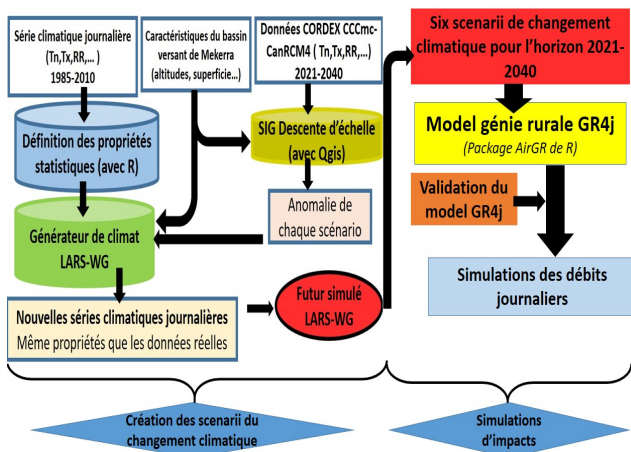 Série climatique journalière
(Tn,Tx,RR,... )
1985-2010
Caractéristiques du bassin
versant de Mekerra
(altitudes, superficie...)
Données CORDEX CCCmc-
CanRCM4 ( Tn,Tx,RR,...)
2021-2040
Définition des propriétés
statistiques (avec R)
SIG Descente d'échelle
(avec Qgis)
Générateur de climat
LARS-WG
Anomalie de
chaque scénario
Nouvelles séries climatiques journalières
Même propriétés que les données réelles
Futur simulé
LARS-WG
Six scenarii de changement
climatique pour l'horizon 2021-
2040
Model génie rurale GR4j
(Package AirGR de R)
Validation du
model GR4j
Simulations des débits
journaliers
Création des scenarii du
changement climatique
Simulations
d'impacts